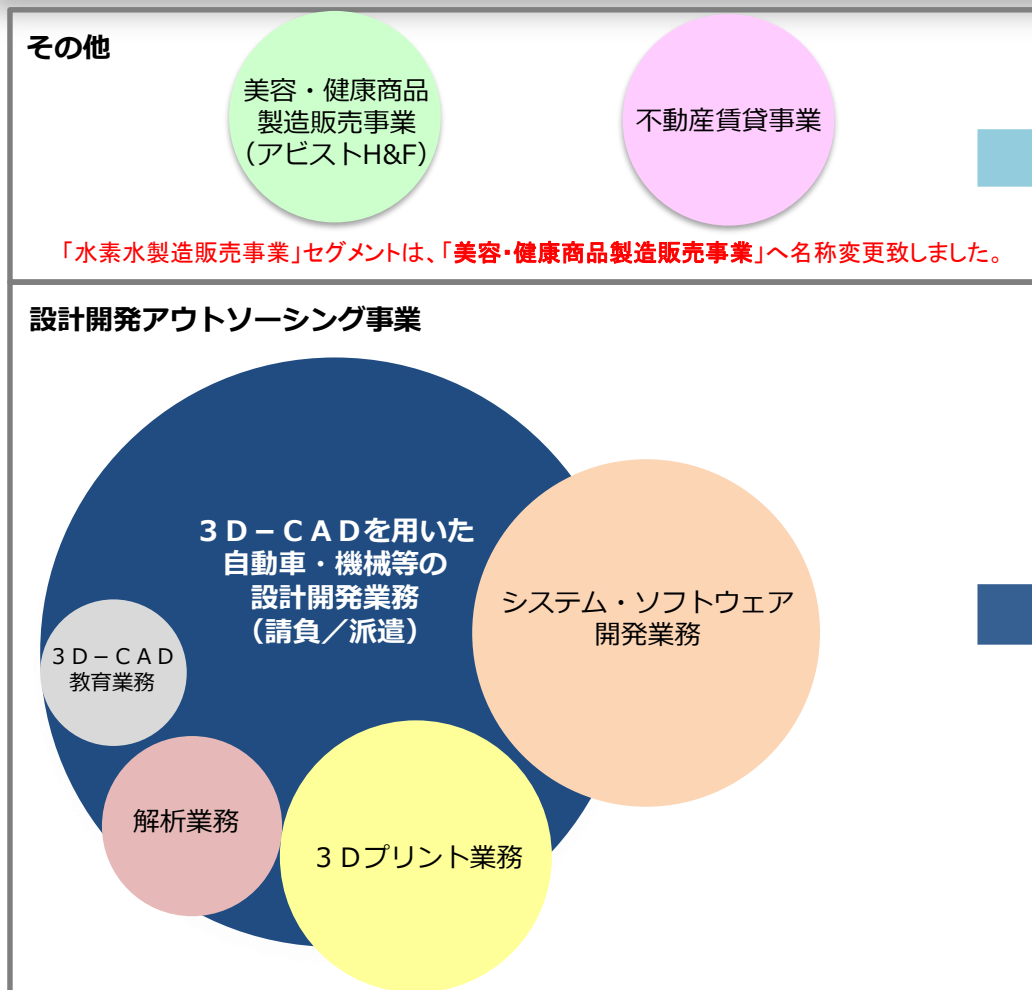 その他
美容・健康商品
製造販売事業
（アビストH&F）
不動産賃貸事業
「水素水製造販売事業」セグメントは、「美容・健康商品製造販売事業」へ名称変更致しました。
設計開発アウトソーシング事業
３Ｄ－ＣＡＤを用いた
自動車・機械等の
設計開発業務
（請負／派遣）
システム・ソフトウェア
開発業務
３Ｄ－ＣＡＤ
教育業務
解析業務
３Ｄプリント業務